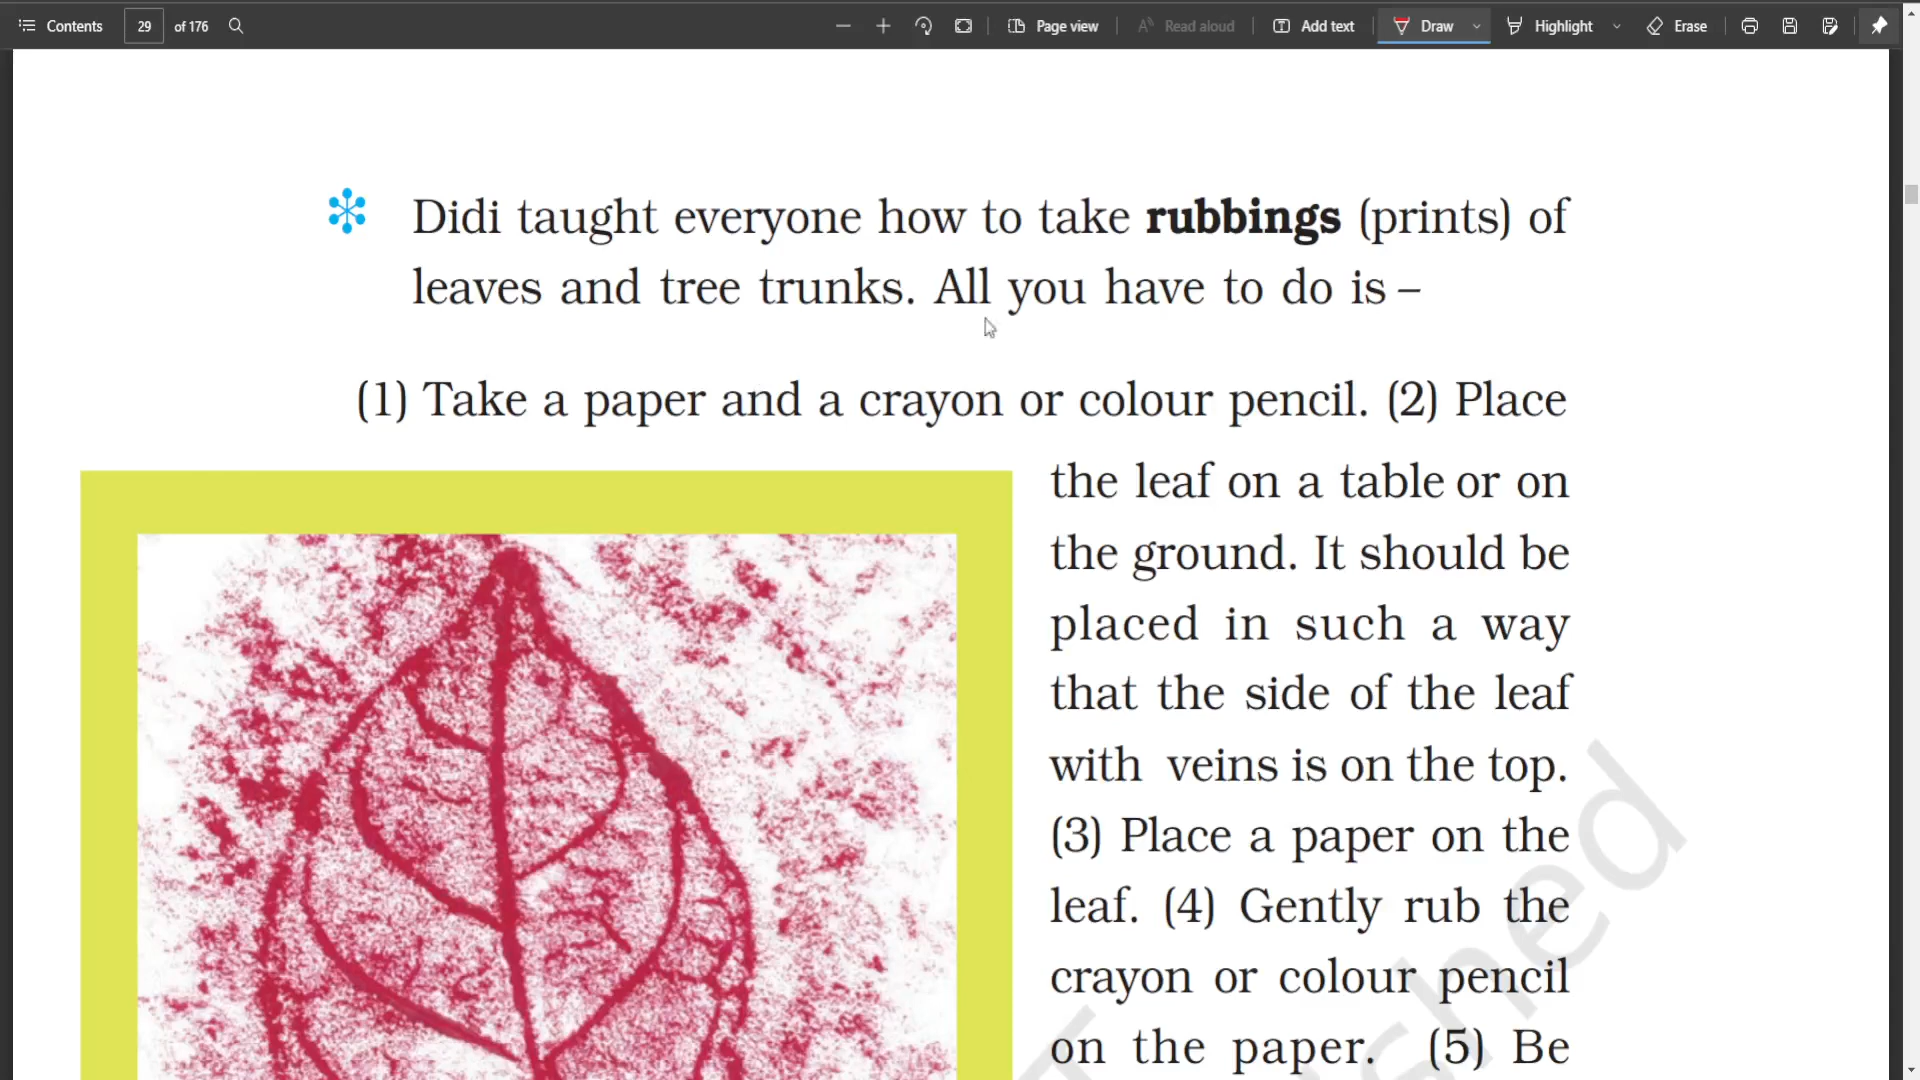 Contents 29 of 176 Page view Read aloud Add text Draw Highlight Erase
Didi taught everyone how to take rubbings (prints) of
leaves and tree trunks. All you have to do is –
(1) Take a paper and a crayon or colour pencil. (2) Place
the leaf on a table or on
the ground. It should be
placed in such a way
that the side of the leaf
with veins is on the top.
(3) Place a paper on the
leaf. (4) Gently rub the
crayon or colour pencil
on the paper. (5) Be